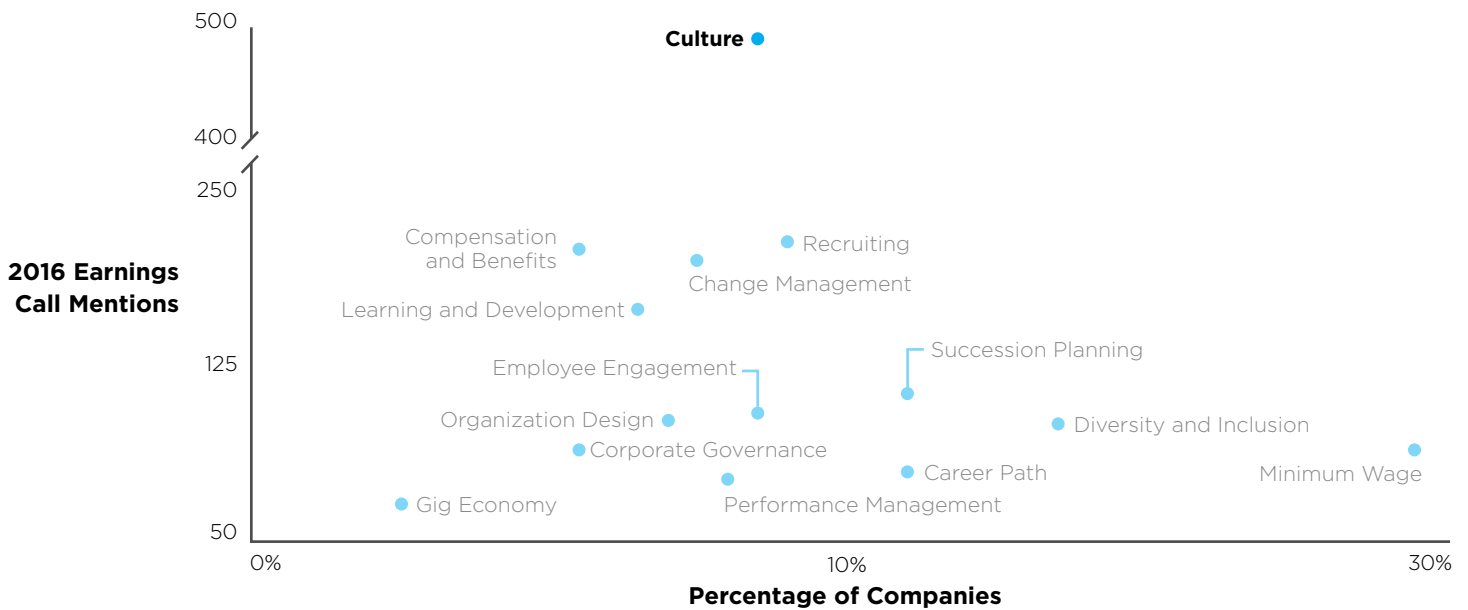 500
Culture
400
250
Compensation
and Benefits
Recruiting
2016 Earnings
Call Mentions
Change Management
Learning and Development
125
Succession Planning
Employee Engagement
Organization Design
Diversity and Inclusion
Corporate Governance
Career Path
Minimum Wage
Gig Economy
Performance Management
50
0%
10%
30%
Percentage of Companies